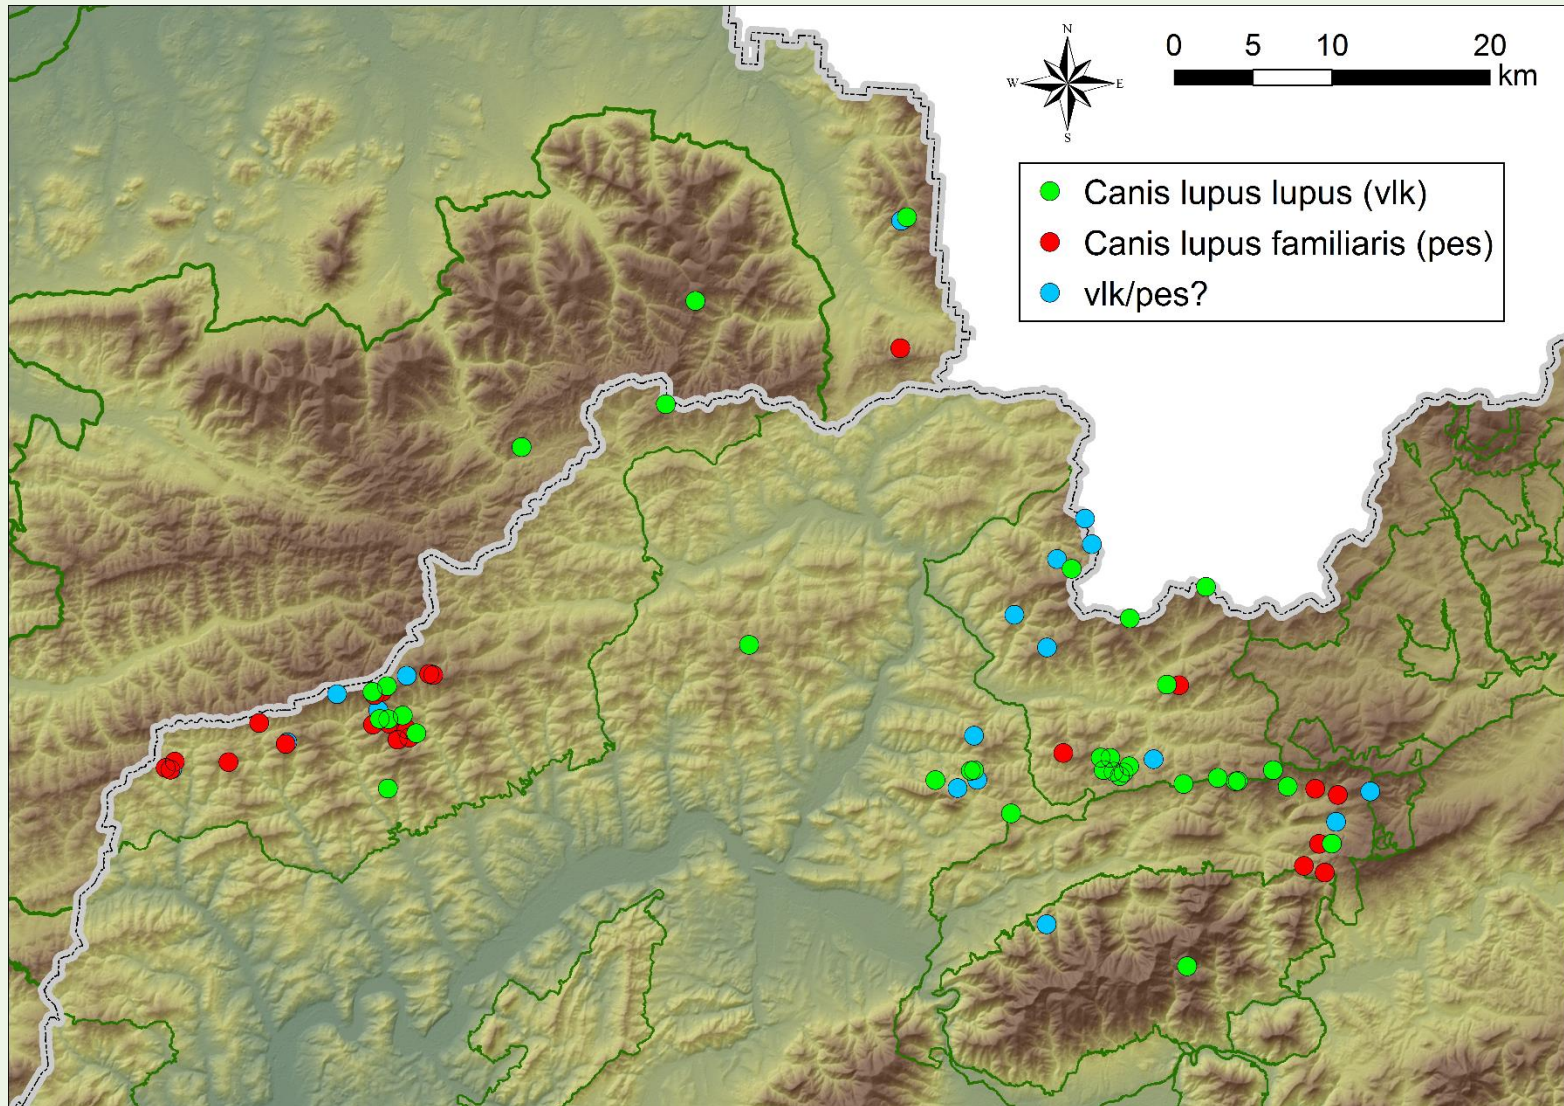 N
W E
S
0 5 10 20
km
Canis lupus lupus (vlk)
Canis lupus familiaris (pes)
vlk/pes?